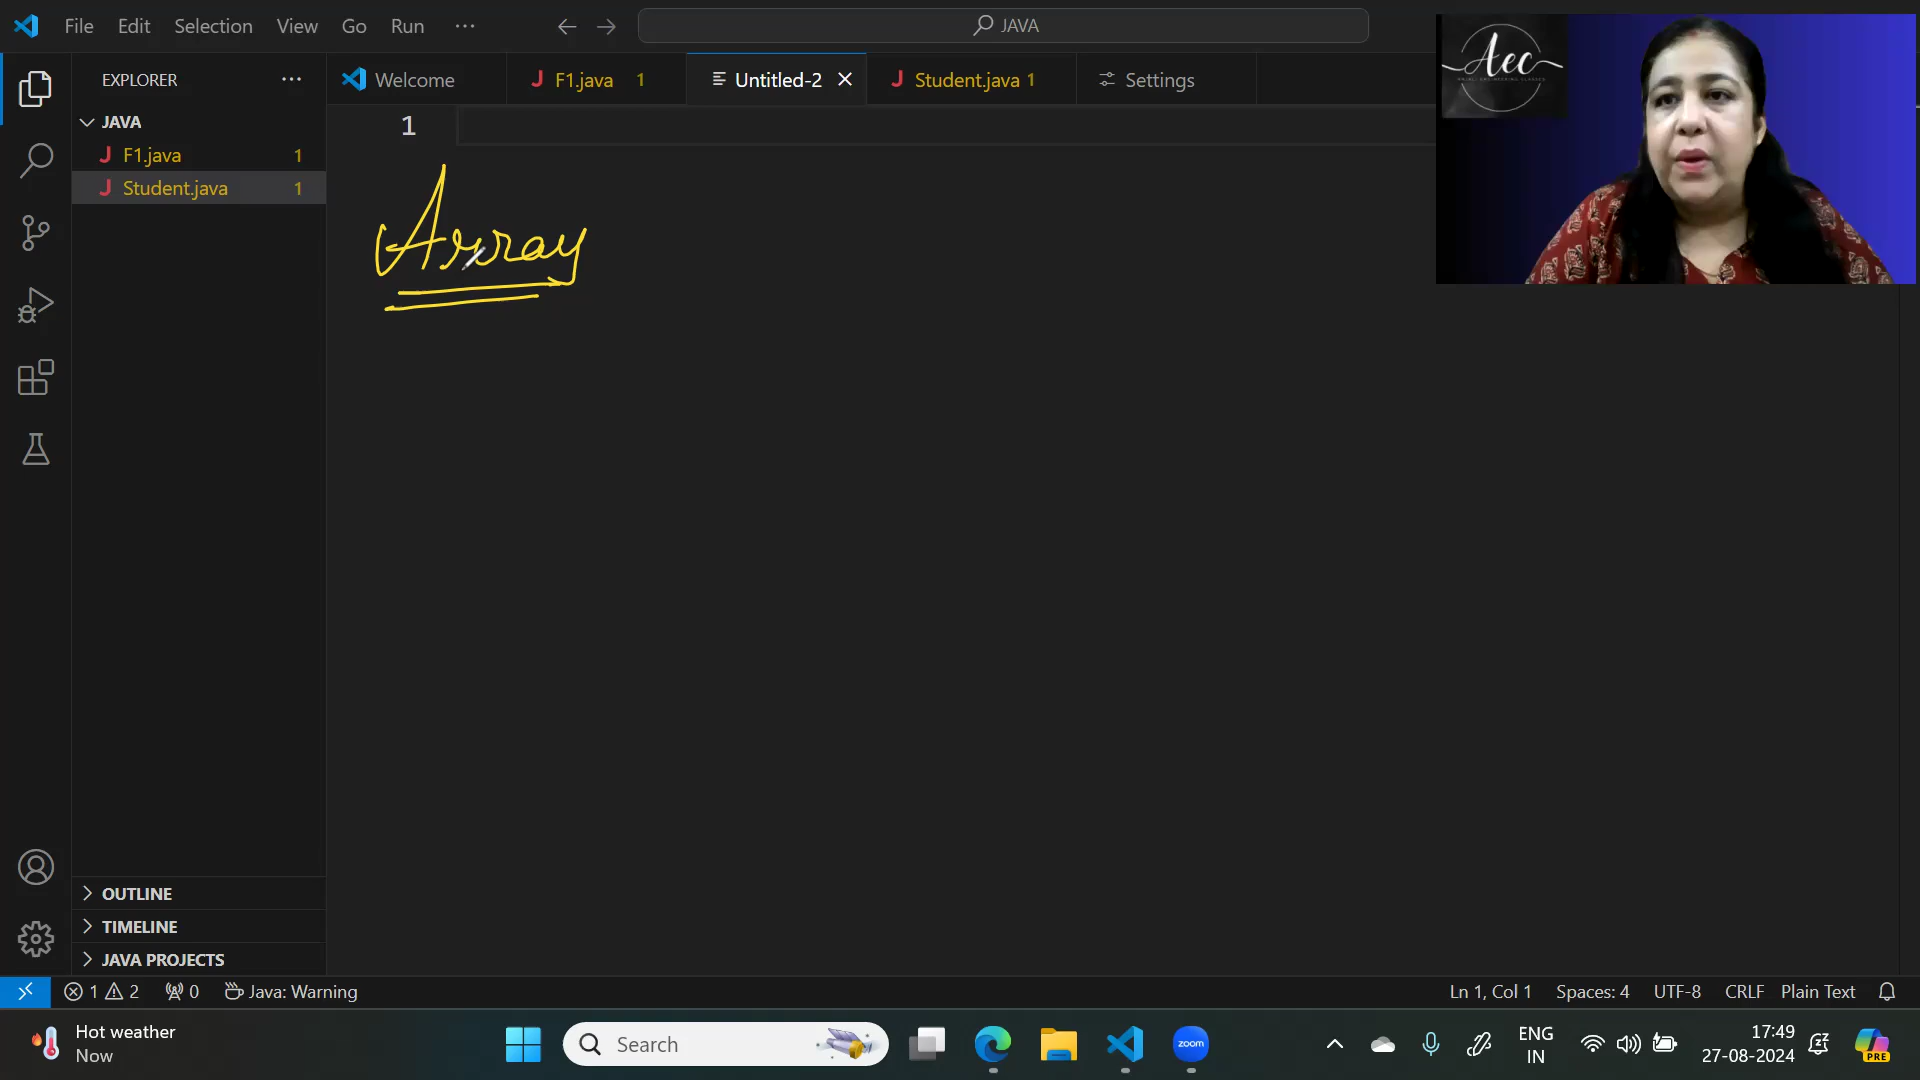 File Edit Selection View Go Run ··· JAVA
Aec
EXPLORER ···
Welcome F1.java 1 Untitled-2 Student.java 1 Settings
JAVA
F1.java 1
Student.java 1
1
Array
OUTLINE
TIMELINE
JAVA PROJECTS
1 2 0 Java: Warning Ln 1, Col 1 Spaces: 4 UTF-8 CRLF Plain Text
Hot weather
Now
Search
zoom
ENG
IN
17:49
27-08-2024
PRE